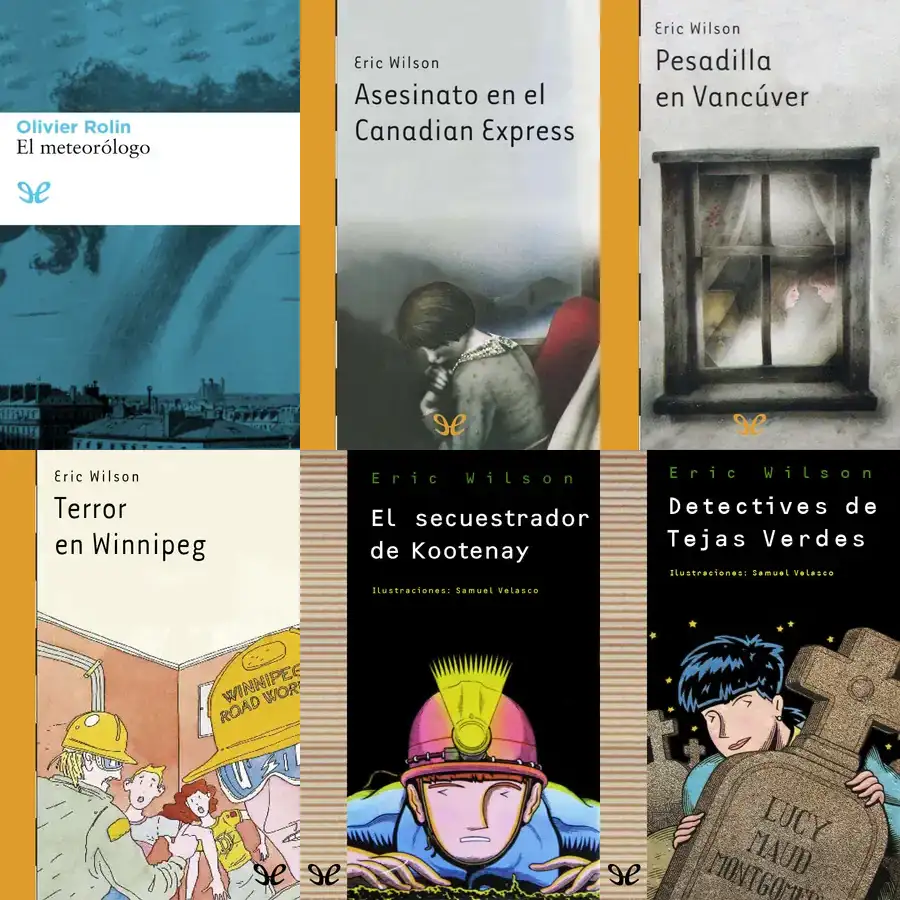 Olivier Rolin
El meteorólogo
Eric Wilson
Asesinato en el
Canadian Express
Eric Wilson
Pesadilla
en Vancúver
Eric Wilson
Terror
en Winnipeg
WINNIPEG
ROAD WOR
Eric Wilson
El secuestrador
de Kootenay
Ilustraciones: Samuel Velasco
Eric Wilson
Detectives de
Tejas Verdes
Ilustraciones: Samuel Velasco
LUCY
MAUD
MONTGOMER